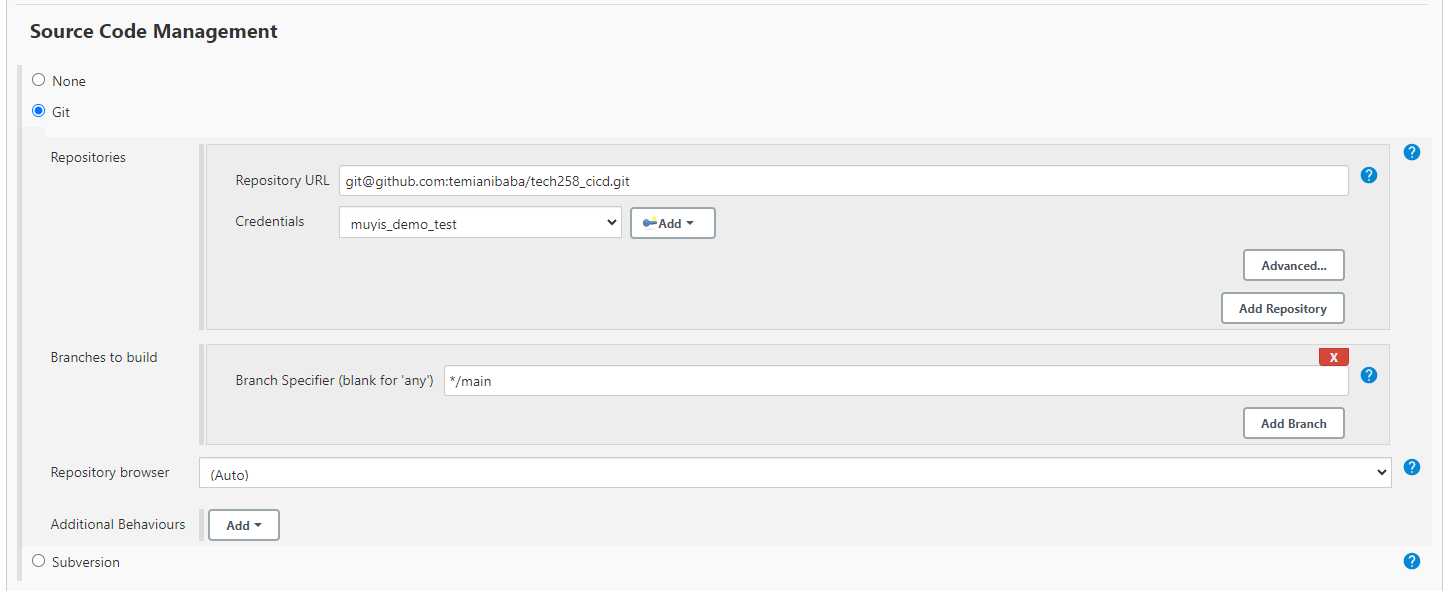 Source Code Management
None
Git
Repositories
?
Repository URL git@github.com:temianibaba/tech258_cicd.git ?
Credentials muyis_demo_test Add
Advanced...
Add Repository
Branches to build
X
Branch Specifier (blank for 'any') */main ?
Add Branch
Repository browser (Auto) ?
Additional Behaviours Add
Subversion ?